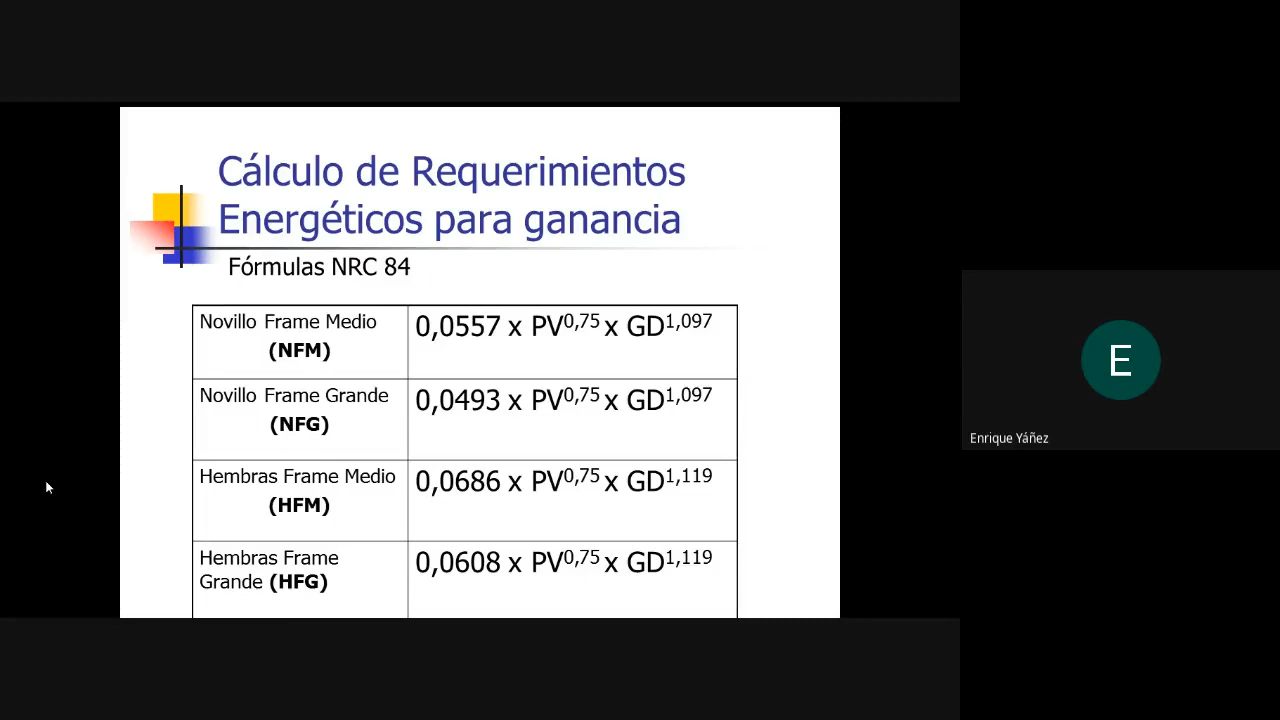 Cálculo de Requerimientos
Energéticos para ganancia
Fórmulas NRC 84
Novillo Frame Medio
(NFM)
0,0557 x PV0,75 x GD1,097
Novillo Frame Grande
(NFG)
0,0493 x PV0,75 x GD1,097
Hembras Frame Medio
(HFM)
0,0686 x PV0,75 x GD1,119
Hembras Frame
Grande (HFG)
0,0608 x PV0,75 x GD1,119
E
Enrique Yáñez